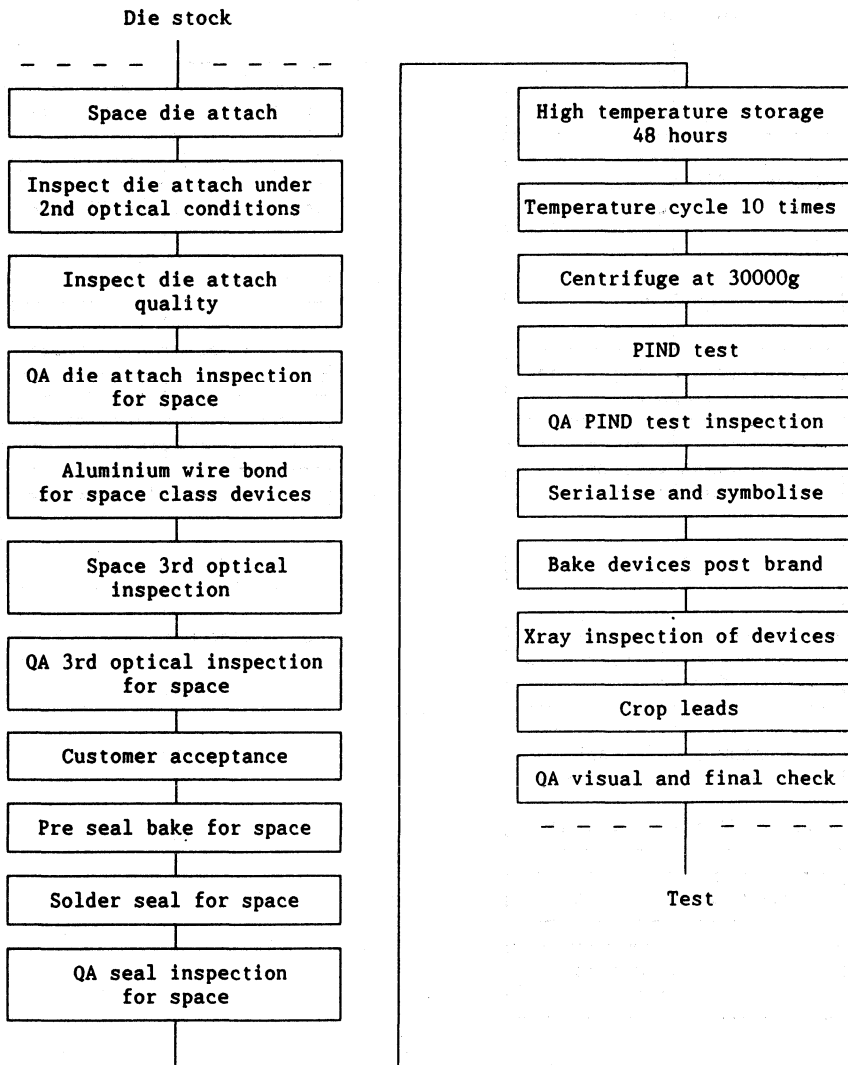 Die stock
Space die attach
Inspect die attach under
2nd optical conditions
Inspect die attach
quality
QA die attach inspection
for space
Aluminium wire bond
for space class devices
Space 3rd optical
inspection
QA 3rd optical inspection
for space
Customer acceptance
Pre seal bake for space
Solder seal for space
QA seal inspection
for space
High temperature storage
48 hours
Temperature cycle 10 times
Centrifuge at 30000g
PIND test
QA PIND test inspection
Serialise and symbolise
Bake devices post brand
Xray inspection of devices
Crop leads
QA visual and final check
Test